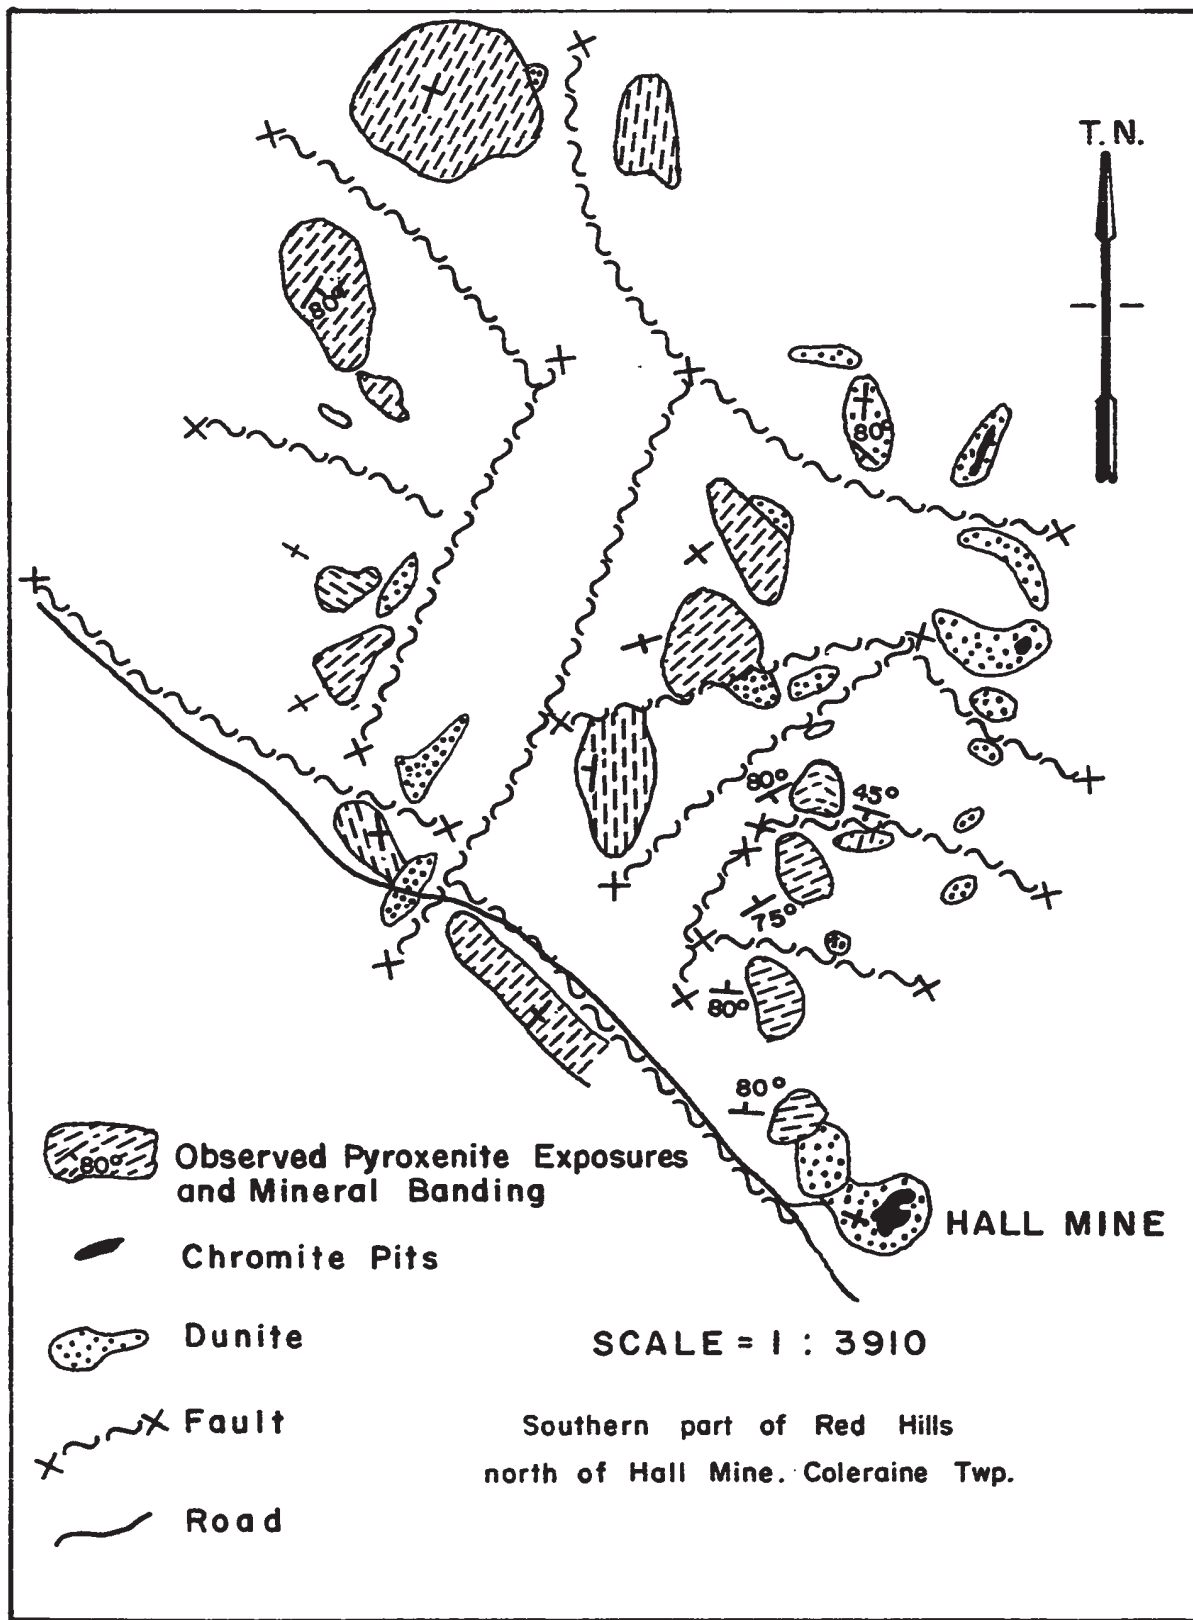 T. N.
80°
80°
80°
45°
75°
80°
80°
HALL MINE
80°
Observed Pyroxenite Exposures
and Mineral Banding
Chromite Pits
Dunite
Fault
Road
SCALE = 1 : 3910
Southern part of Red Hills
north of Hall Mine. Coleraine Twp.